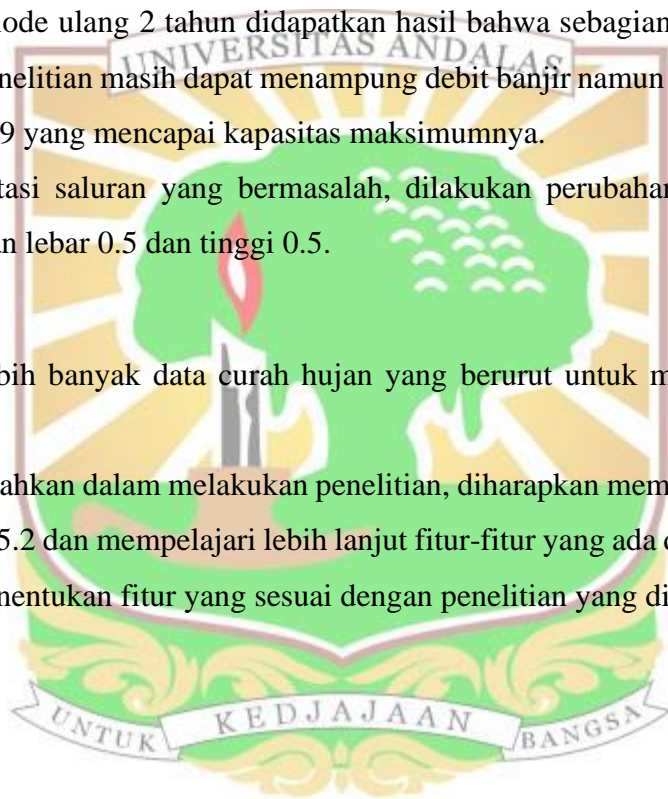 ode ulang 2 tahun didapatkan hasil bahwa sebagian
UNIVERSITAS ANDALAS
nelitian masih dapat menampung debit banjir namun
9 yang mencapai kapasitas maksimumnya.
tasi saluran yang bermasalah, dilakukan perubahan
n lebar 0.5 dan tinggi 0.5.
bih banyak data curah hujan yang berurut untuk m
ahkan dalam melakukan penelitian, diharapkan mem
5.2 dan mempelajari lebih lanjut fitur-fitur yang ada
nentukan fitur yang sesuai dengan penelitian yang di
UNTUK KEDJAJAAN BANGSA